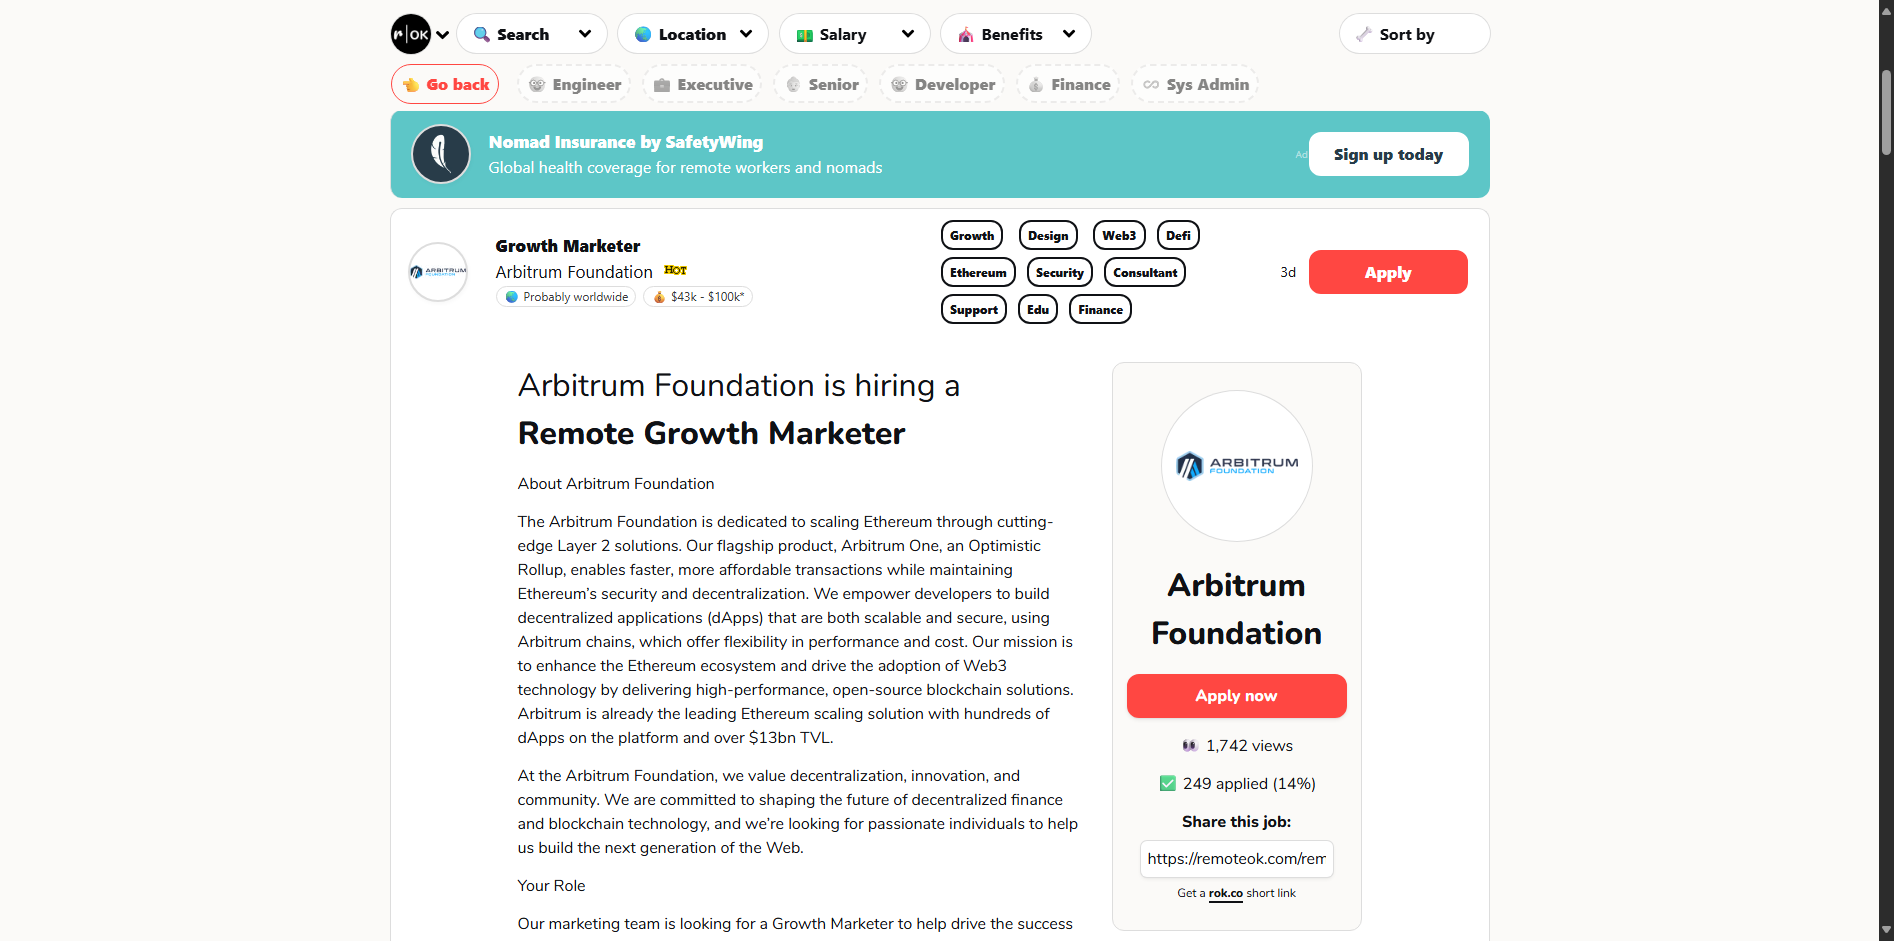 r|OK
Search
Location
Salary
Benefits
Sort by
Go back
Engineer
Executive
Senior
Developer
Finance
Sys Admin
Nomad Insurance by SafetyWing
Global health coverage for remote workers and nomads
Ad
Sign up today
ARBITRUM
FOUNDATION
Growth Marketer
Arbitrum Foundation HOT
Probably worldwide
$43k - $100k*
Growth
Design
Web3
Defi
Ethereum
Security
Consultant
Support
Edu
Finance
3d
Apply
Arbitrum Foundation is hiring a
Remote Growth Marketer
About Arbitrum Foundation
The Arbitrum Foundation is dedicated to scaling Ethereum through cutting-
edge Layer 2 solutions. Our flagship product, Arbitrum One, an Optimistic
Rollup, enables faster, more affordable transactions while maintaining
Ethereum’s security and decentralization. We empower developers to build
decentralized applications (dApps) that are both scalable and secure, using
Arbitrum chains, which offer flexibility in performance and cost. Our mission is
to enhance the Ethereum ecosystem and drive the adoption of Web3
technology by delivering high-performance, open-source blockchain solutions.
Arbitrum is already the leading Ethereum scaling solution with hundreds of
dApps on the platform and over $13bn TVL.
At the Arbitrum Foundation, we value decentralization, innovation, and
community. We are committed to shaping the future of decentralized finance
and blockchain technology, and we’re looking for passionate individuals to help
us build the next generation of the Web.
Your Role
Our marketing team is looking for a Growth Marketer to help drive the success
ARBITRUM
FOUNDATION
Arbitrum
Foundation
Apply now
1,742 views
249 applied (14%)
Share this job:
https://remoteok.com/rem
Get a rok.co short link